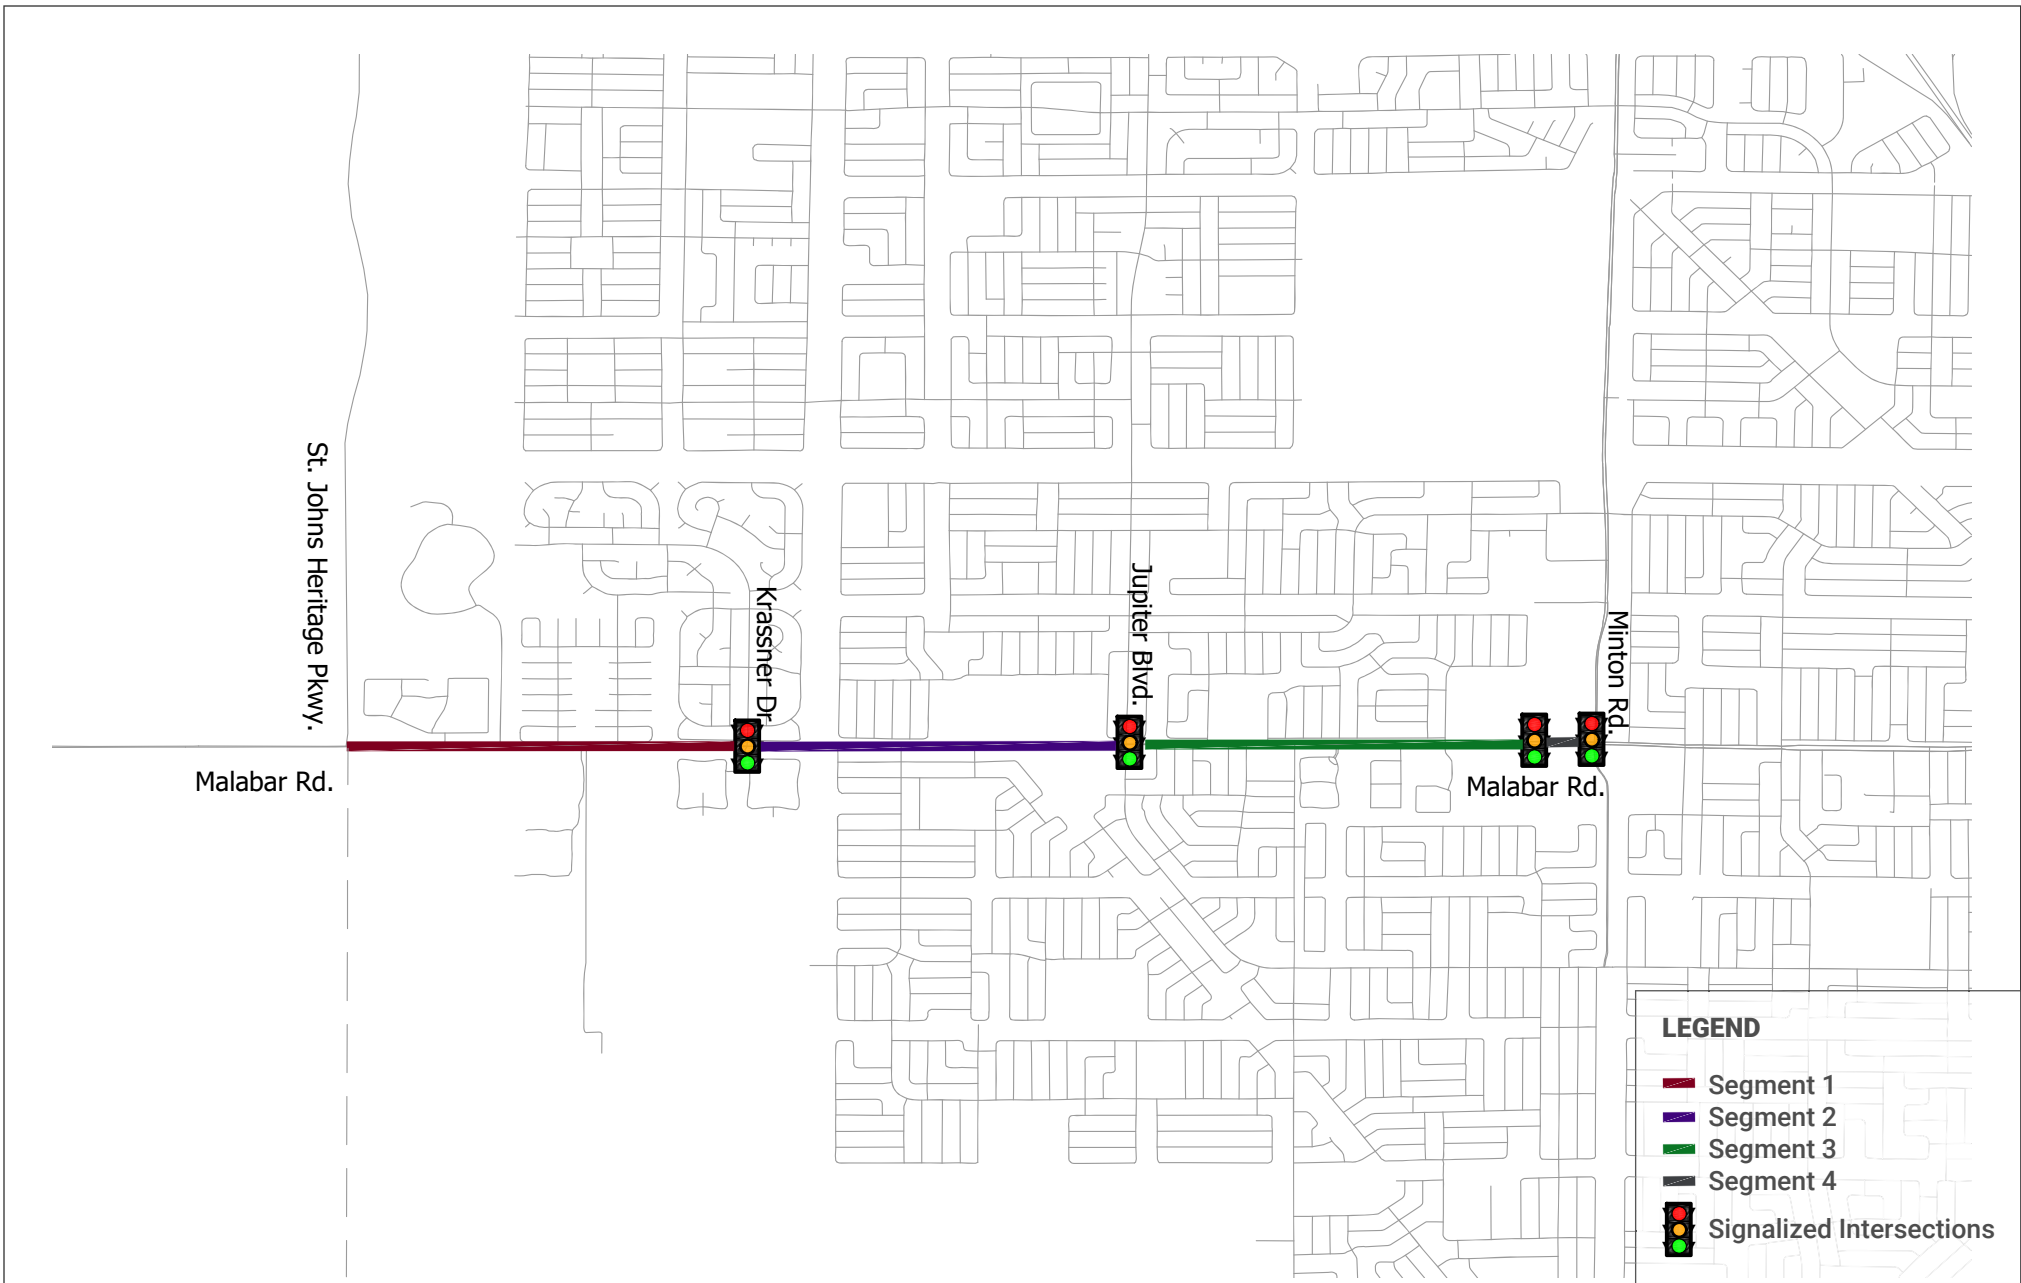 St. Johns Heritage Pkwy.
Krassner Dr.
Jupiter Blvd.
Minton Rd.
Malabar Rd.
Malabar Rd.
LEGEND
Segment 1
Segment 2
Segment 3
Segment 4
Signalized Intersections